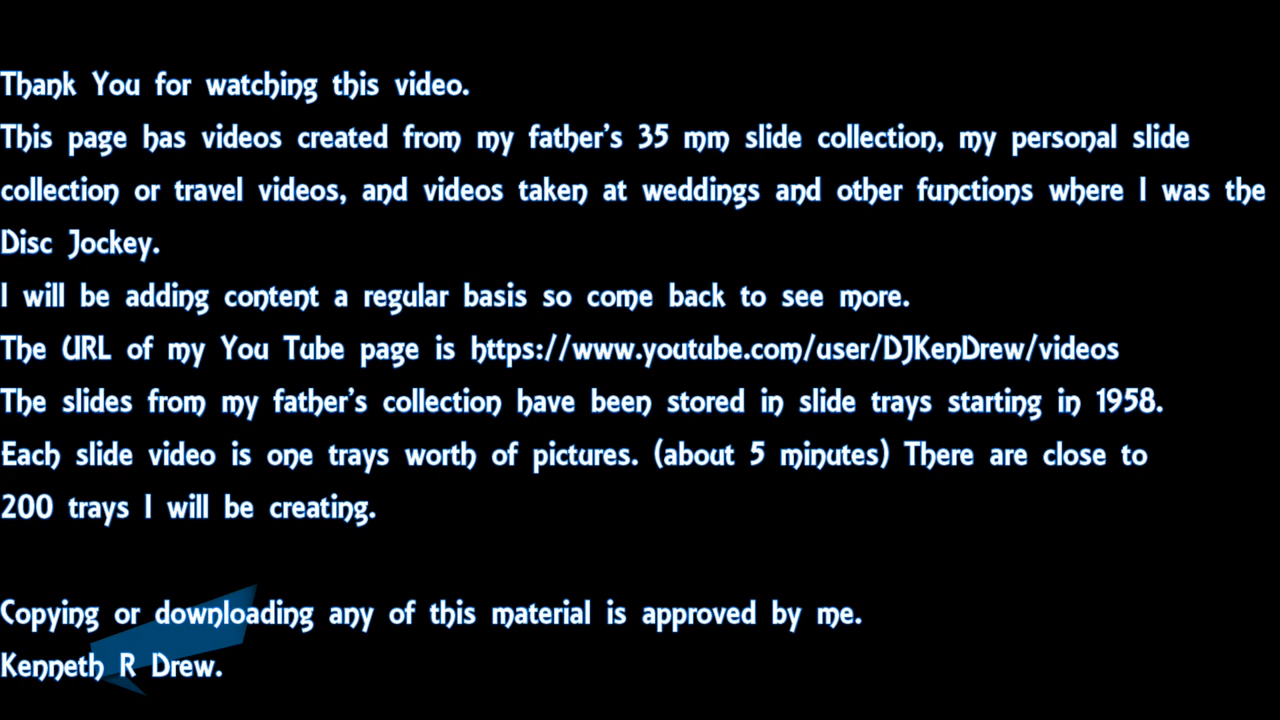 Thank You for watching this video.
This page has videos created from my father's 35 mm slide collection, my personal slide
collection or travel videos, and videos taken at weddings and other functions where I was the
Disc Jockey.
I will be adding content a regular basis so come back to see more.
The URL of my You Tube page is https://www.youtube.com/user/DJKenDrew/videos
The slides from my father's collection have been stored in slide trays starting in 1958.
Each slide video is one trays worth of pictures. (about 5 minutes) There are close to
200 trays I will be creating.
Copying or downloading any of this material is approved by me.
Kenneth R Drew.